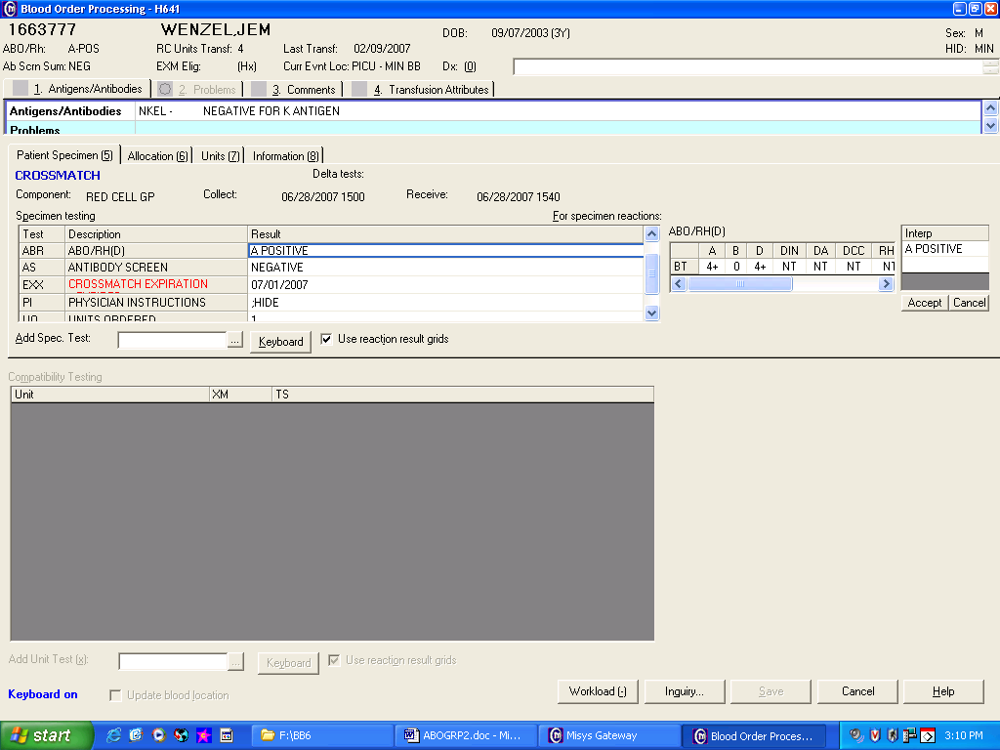 Blood Order Processing - H641
1663777 WENZEL,JEM DOB: 09/07/2003 (3Y) Sex: M
ABO/Rh: A-POS RC Units Transf: 4 Last Transf: 02/09/2007 HID: MIN
Ab Scrn Sum: NEG EXM Elig: (Hx) Curr Evnt Loc: PICU - MIN BB Dx: (0)
1. Antigens/Antibodies 2. Problems 3. Comments 4. Transfusion Attributes
Antigens/Antibodies NKEL - NEGATIVE FOR K ANTIGEN
Problems
Patient Specimen (5) Allocation (6) Units (7) Information (8)
CROSSMATCH Delta tests:
Component: RED CELL GP Collect: 06/28/2007 1500 Receive: 06/28/2007 1540
Specimen testing For specimen reactions:
Test Description Result
ABR ABO/RH(D) A POSITIVE
AS ANTIBODY SCREEN NEGATIVE
EXX CROSSMATCH EXPIRATION 07/01/2007
PI PHYSICIAN INSTRUCTIONS ;HIDE
UO UNITS ORDERED 1
ABO/RH(D)
A B D DIN DA DCC RH
BT 4+ 0 4+ NT NT NT NT
Interp
A POSITIVE
Accept Cancel
Add Spec. Test: ... Keyboard Use reaction result grids
Compatibility Testing
Unit XM TS
Add Unit Test (x): ... Keyboard Use reaction result grids
Keyboard on Update blood location
Workload (-) Inquiry... Save Cancel Help
start F:\BB6 ABOGRP2.doc - Mi... Misys Gateway Blood Order Proces... 3:10 PM